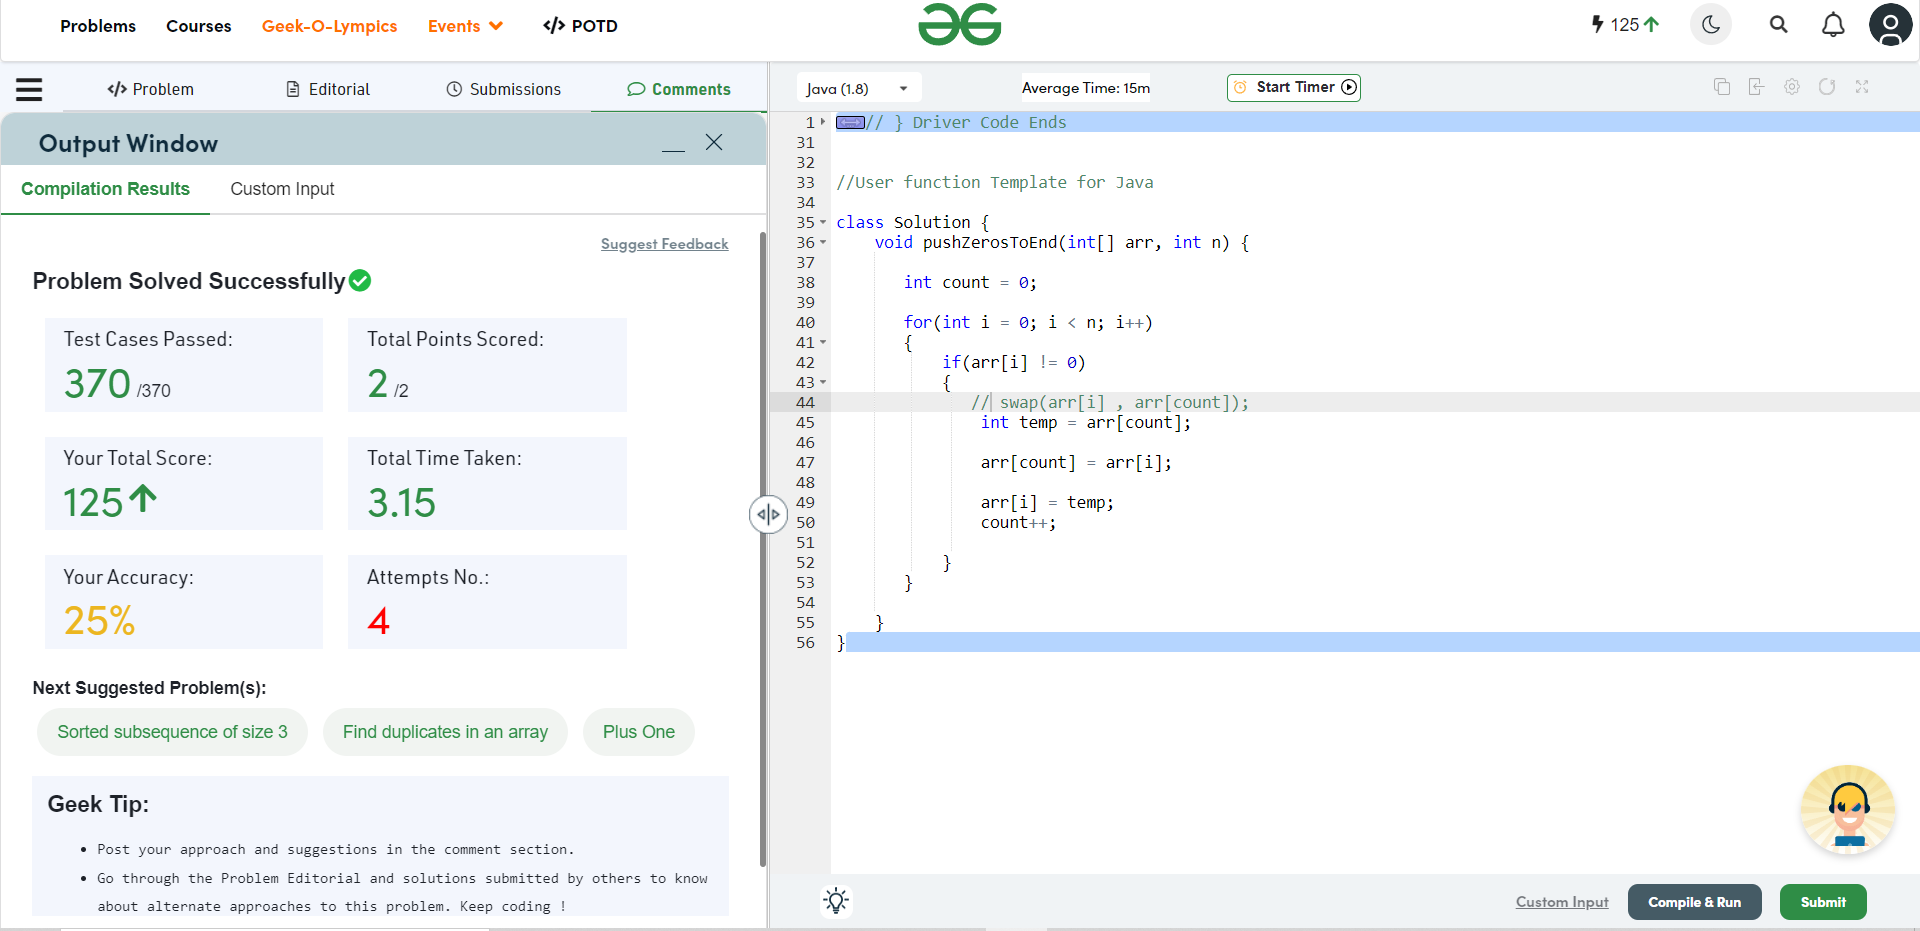 Problems Courses Geek-O-Lympics Events </> POTD
125
</> Problem Editorial Submissions Comments
Output Window
Compilation Results Custom Input
Suggest Feedback
Problem Solved Successfully
Test Cases Passed:
370 /370
Total Points Scored:
2 /2
Your Total Score:
125
Total Time Taken:
3.15
Your Accuracy:
25%
Attempts No.:
4
Next Suggested Problem(s):
Sorted subsequence of size 3 Find duplicates in an array Plus One
Geek Tip:
• Post your approach and suggestions in the comment section.
• Go through the Problem Editorial and solutions submitted by others to know
about alternate approaches to this problem. Keep coding !
Java (1.8) Average Time: 15m Start Timer
1 // } Driver Code Ends
31
32
33 //User function Template for Java
34
35 class Solution {
36 void pushZerosToEnd(int[] arr, int n) {
37
38 int count = 0;
39
40 for(int i = 0; i < n; i++)
41 {
42 if(arr[i] != 0)
43 {
44 // swap(arr[i] , arr[count]);
45 int temp = arr[count];
46
47 arr[count] = arr[i];
48
49 arr[i] = temp;
50 count++;
51
52 }
53 }
54
55 }
56 }
Custom Input Compile & Run Submit